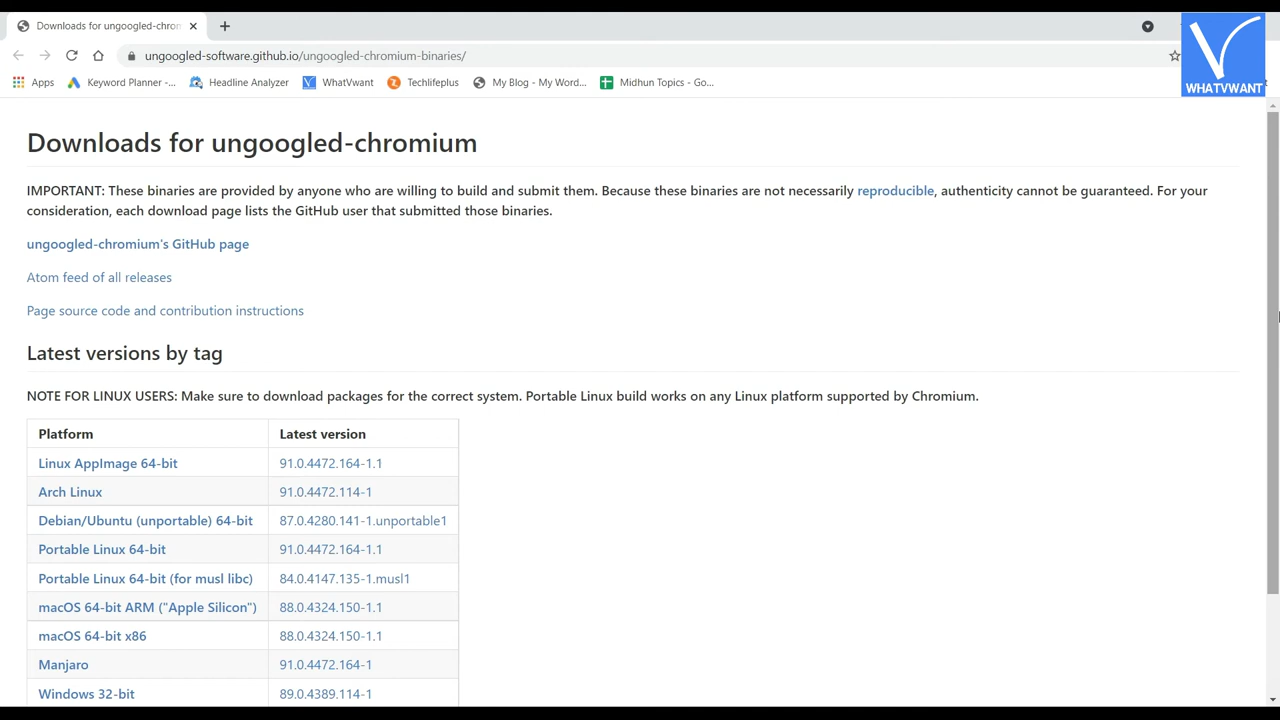 Downloads for ungoogled-chrom
ungoogled-software.github.io/ungoogled-chromium-binaries/
Apps
Keyword Planner -...
Headline Analyzer
WhatVwant
Techlifeplus
My Blog - My Word...
Midhun Topics - Go...
WHATVWANT
Downloads for ungoogled-chromium
IMPORTANT: These binaries are provided by anyone who are willing to build and submit them. Because these binaries are not necessarily reproducible, authenticity cannot be guaranteed. For your
consideration, each download page lists the GitHub user that submitted those binaries.
ungoogled-chromium's GitHub page
Atom feed of all releases
Page source code and contribution instructions
Latest versions by tag
NOTE FOR LINUX USERS: Make sure to download packages for the correct system. Portable Linux build works on any Linux platform supported by Chromium.
Platform Latest version
Linux AppImage 64-bit 91.0.4472.164-1.1
Arch Linux 91.0.4472.114-1
Debian/Ubuntu (unportable) 64-bit 87.0.4280.141-1.unportable1
Portable Linux 64-bit 91.0.4472.164-1.1
Portable Linux 64-bit (for musl libc) 84.0.4147.135-1.musl1
macOS 64-bit ARM ("Apple Silicon") 88.0.4324.150-1.1
macOS 64-bit x86 88.0.4324.150-1.1
Manjaro 91.0.4472.164-1
Windows 32-bit 89.0.4389.114-1